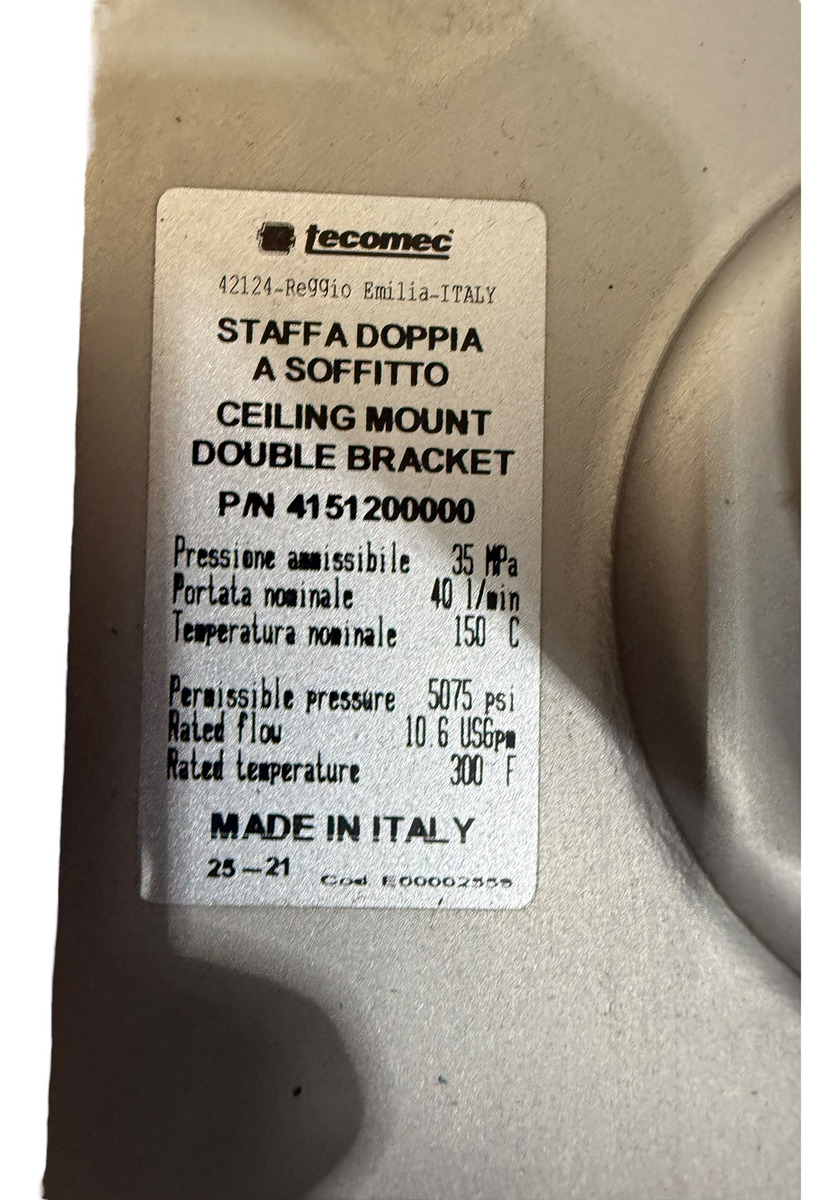 tecomec
42124-Reggio Emilia-ITALY
STAFFA DOPPIA
A SOFFITTO
CEILING MOUNT
DOUBLE BRACKET
P/N 4151200000
Pressione ammissibile 35 MPa
Portata nominale 40 l/min
Temperatura nominale 150 C
Permissible pressure 5075 psi
Rated flow 10.6 USGpm
Rated temperature 300 F
MADE IN ITALY
25-21 Cod